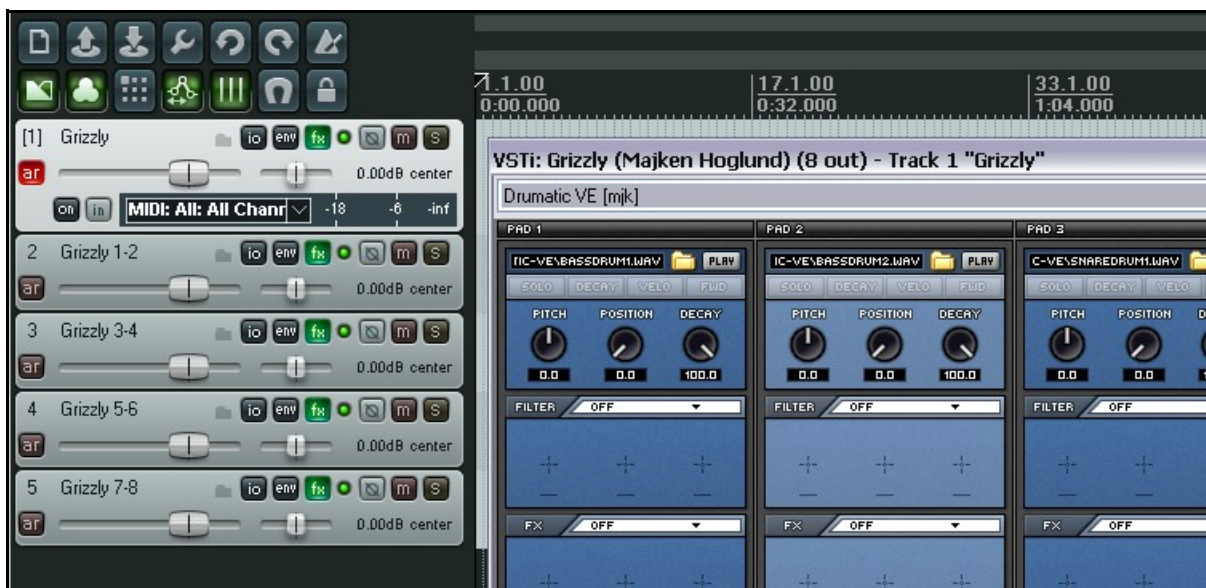 1.1.00 17.1.00 33.1.00
0:00.000 0:32.000 1:04.000
[1] Grizzly io env fx m S
ar 0.00dB center
on in MIDI: All: All Chanr -18 -6 -inf
2 Grizzly 1-2 io env fx m S
ar 0.00dB center
3 Grizzly 3-4 io env fx m S
ar 0.00dB center
4 Grizzly 5-6 io env fx m S
ar 0.00dB center
5 Grizzly 7-8 io env fx m S
ar 0.00dB center
VSTi: Grizzly (Majken Hoglund) (8 out) - Track 1 "Grizzly"
Drumatic VE [mjk]
PAD 1 PAD 2 PAD 3
IC-VE\BASSDRUM1.WAV PLAY IC-VE\BASSDRUM2.WAV PLAY C-VE\SNAREDRUM1.WAV
SOLO DECAY VELO FWD SOLO DECAY VELO FWD SOLO DECAY VELO
PITCH POSITION DECAY PITCH POSITION DECAY PITCH POSITION D
0.0 0.0 100.0 0.0 0.0 100.0 0.0 0.0
FILTER OFF FILTER OFF FILTER OFF
FX OFF FX OFF FX OFF